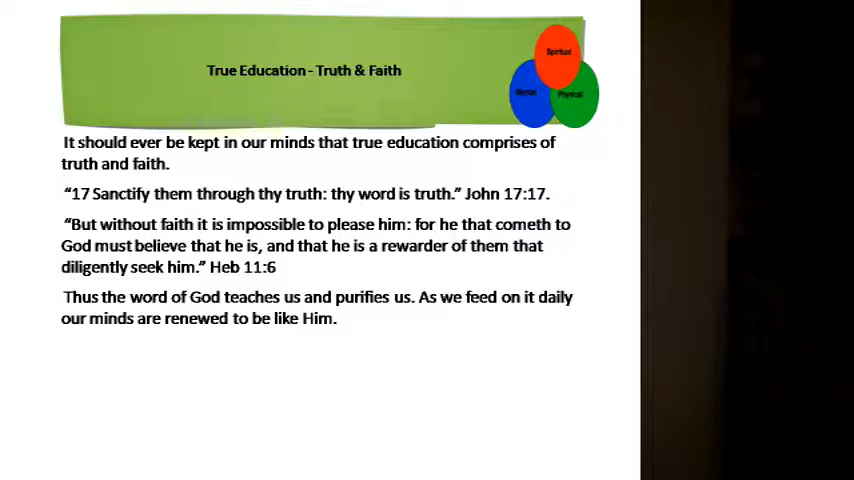 Spiritual
True Education - Truth & Faith
Mental
Physical
It should ever be kept in our minds that true education comprises of
truth and faith.
“17 Sanctify them through thy truth: thy word is truth.” John 17:17.
“But without faith it is impossible to please him: for he that cometh to
God must believe that he is, and that he is a rewarder of them that
diligently seek him.” Heb 11:6
Thus the word of God teaches us and purifies us. As we feed on it daily
our minds are renewed to be like Him.